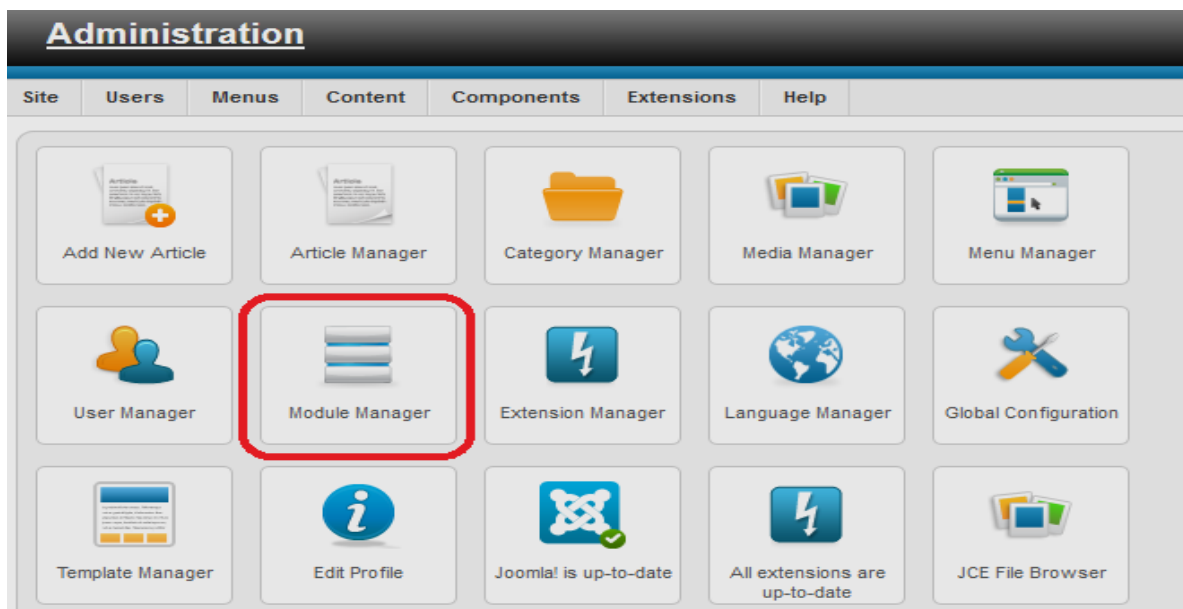 Administration
Site Users Menus Content Components Extensions Help
Add New Article Article Manager Category Manager Media Manager Menu Manager
User Manager Module Manager Extension Manager Language Manager Global Configuration
Template Manager Edit Profile Joomla! is up-to-date All extensions are up-to-date JCE File Browser